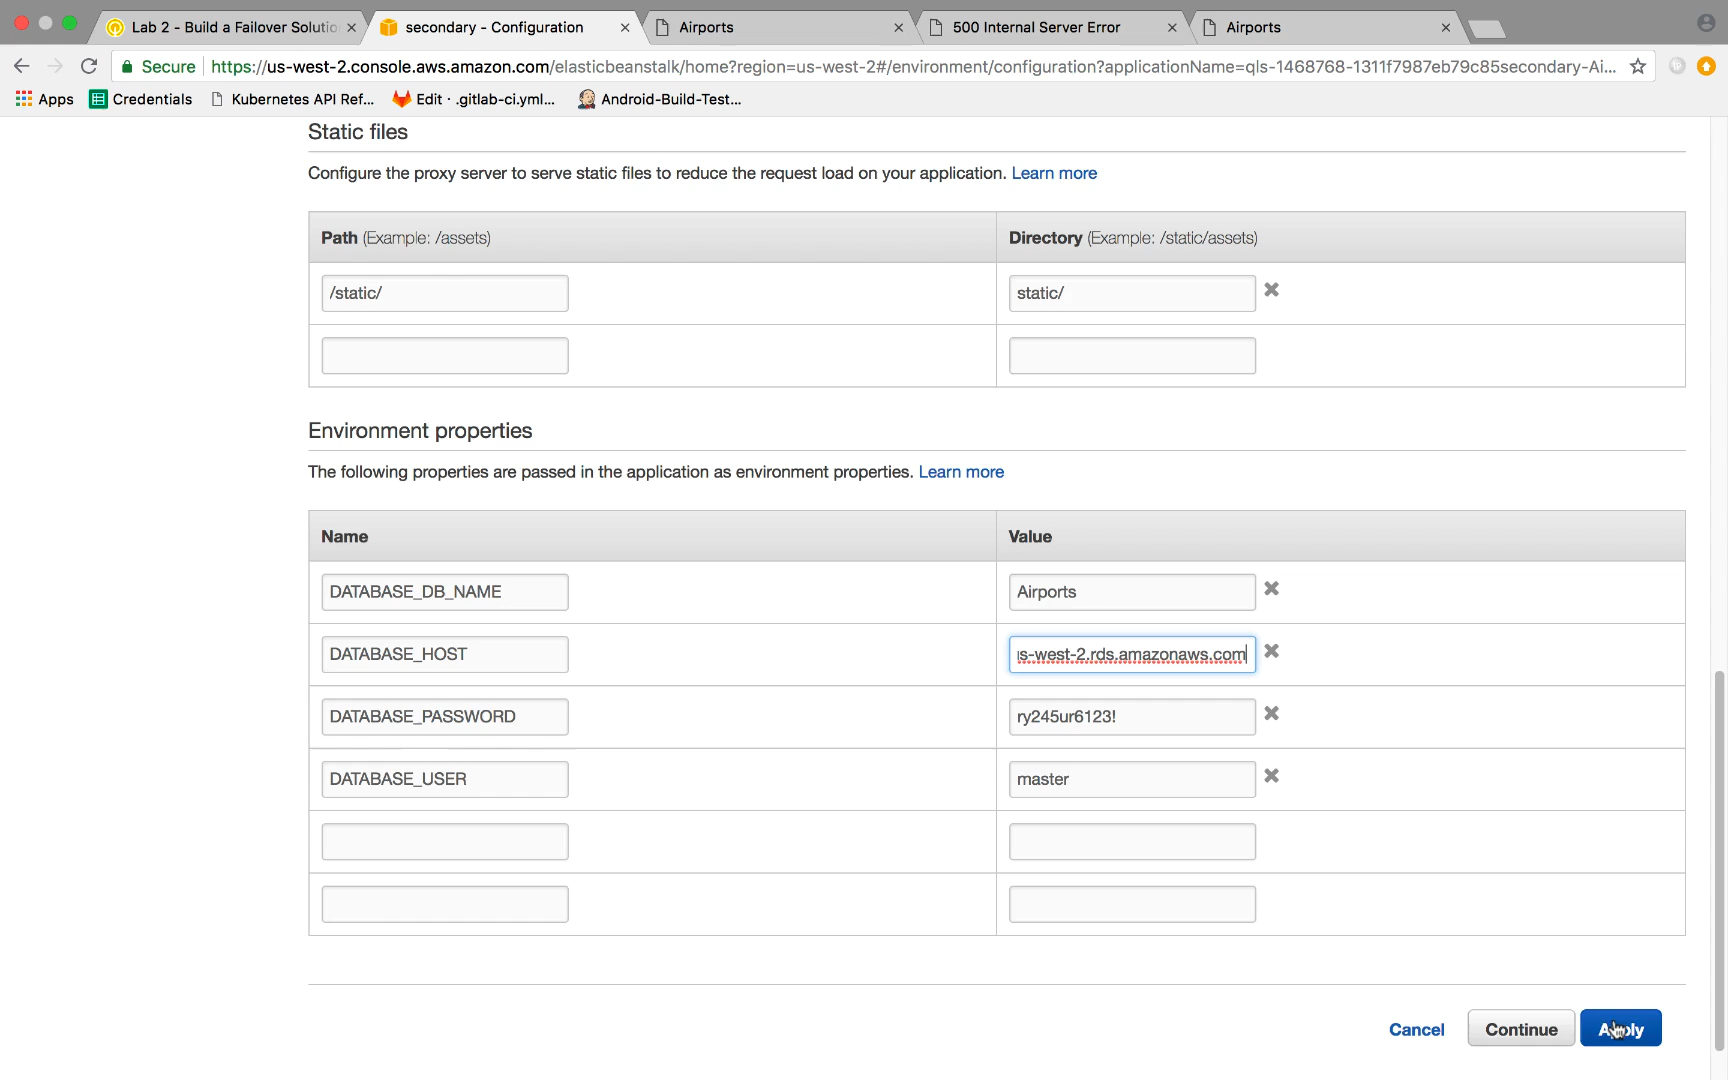 Lab 2 - Build a Failover Solutio
secondary - Configuration
Airports
500 Internal Server Error
Airports
Secure
https://us-west-2.console.aws.amazon.com/elasticbeanstalk/home?region=us-west-2#/environment/configuration?applicationName=qls-1468768-1311f7987eb79c85secondary-Ai...
Apps
Credentials
Kubernetes API Ref...
Edit · .gitlab-ci.yml...
Android-Build-Test...
Static files
Configure the proxy server to serve static files to reduce the request load on your application. Learn more
Path (Example: /assets)
Directory (Example: /static/assets)
/static/
static/
Environment properties
The following properties are passed in the application as environment properties. Learn more
Name
Value
DATABASE_DB_NAME
Airports
DATABASE_HOST
us-west-2.rds.amazonaws.com
DATABASE_PASSWORD
ry245ur6123!
DATABASE_USER
master
Cancel
Continue
Apply